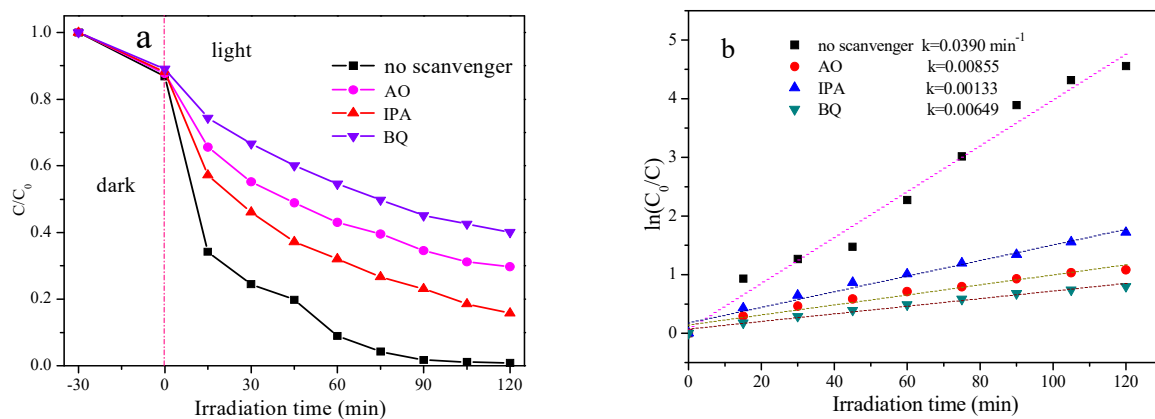 a
light
dark
no scanvenger
AO
IPA
BQ
C/C₀
1.0
0.8
0.6
0.4
0.2
0.0
-30
0
30
60
90
120
Irradiation time (min)
b
no scanvenger k=0.0390 min⁻¹
AO k=0.00855
IPA k=0.00133
BQ k=0.00649
ln(C₀/C)
5
4
3
2
1
0
0
20
40
60
80
100
120
Irradiation time (min)